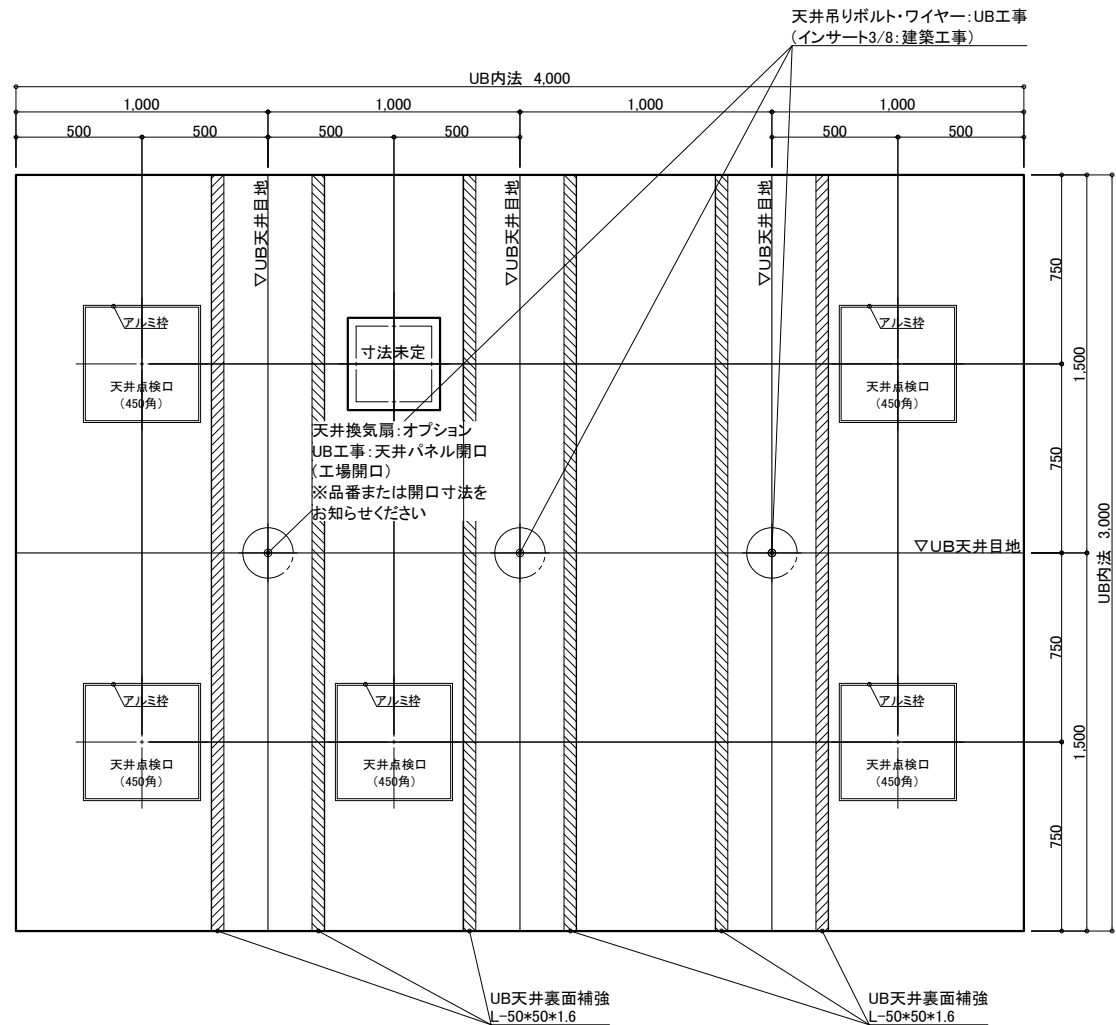 天井吊りボルト・ワイヤー:UB工事
(インサート3/8:建築工事)
UB内法 4,000
1,000
1,000
1,000
1,000
500
500
500
500
500
500
▽UB天井目地
▽UB天井目地
▽UB天井目地
750
750
1,500
750
750
1,500
UB内法 3,000
アルミ枠
天井点検口
(450角)
寸法未定
アルミ枠
天井点検口
(450角)
天井換気扇:オプション
UB工事:天井パネル開口
(工場開口)
※品番または開口寸法を
お知らせください
▽UB天井目地
アルミ枠
天井点検口
(450角)
アルミ枠
天井点検口
(450角)
アルミ枠
天井点検口
(450角)
UB天井裏面補強
L-50*50*1.6
UB天井裏面補強
L-50*50*1.6